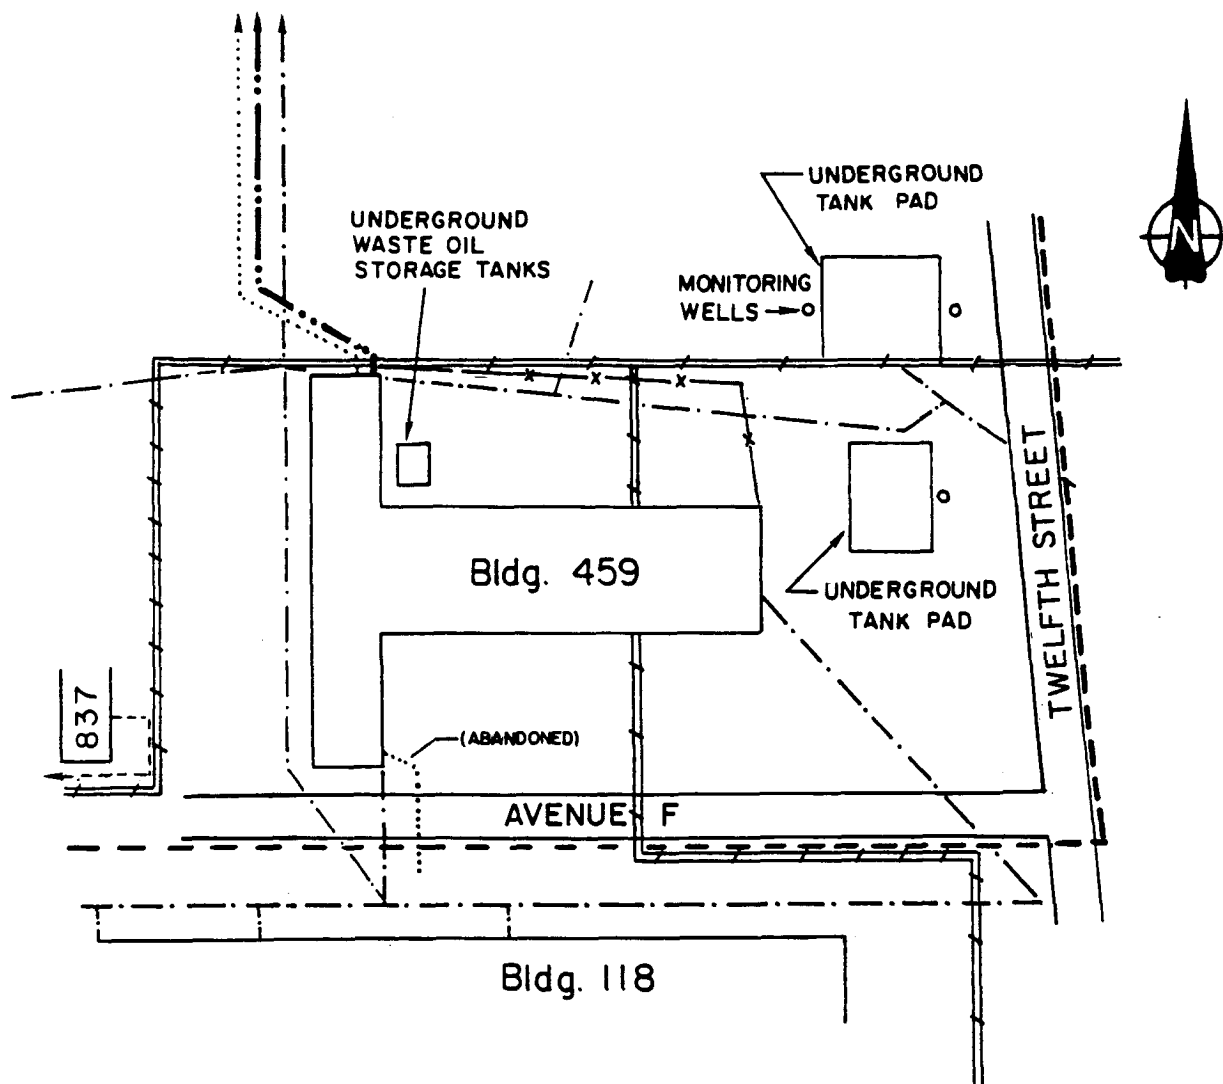 UNDERGROUND
TANK PAD
N
UNDERGROUND
WASTE OIL
STORAGE TANKS
MONITORING
WELLS
Bldg. 459
UNDERGROUND
TANK PAD
TWELFTH STREET
837
(ABANDONED)
AVENUE F
Bldg. 118